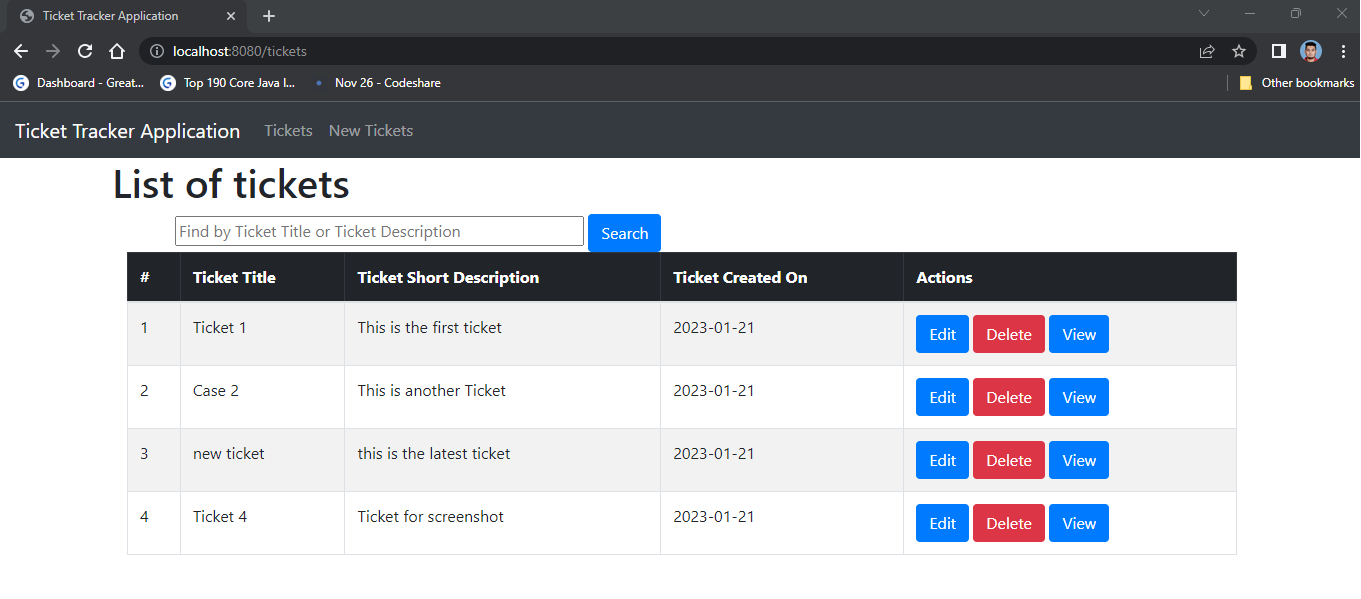 Ticket Tracker Application
localhost:8080/tickets
Dashboard - Great... Top 190 Core Java I... Nov 26 - Codeshare Other bookmarks
Ticket Tracker Application Tickets New Tickets
List of tickets
Find by Ticket Title or Ticket Description Search
# Ticket Title Ticket Short Description Ticket Created On Actions
1 Ticket 1 This is the first ticket 2023-01-21 Edit Delete View
2 Case 2 This is another Ticket 2023-01-21 Edit Delete View
3 new ticket this is the latest ticket 2023-01-21 Edit Delete View
4 Ticket 4 Ticket for screenshot 2023-01-21 Edit Delete View